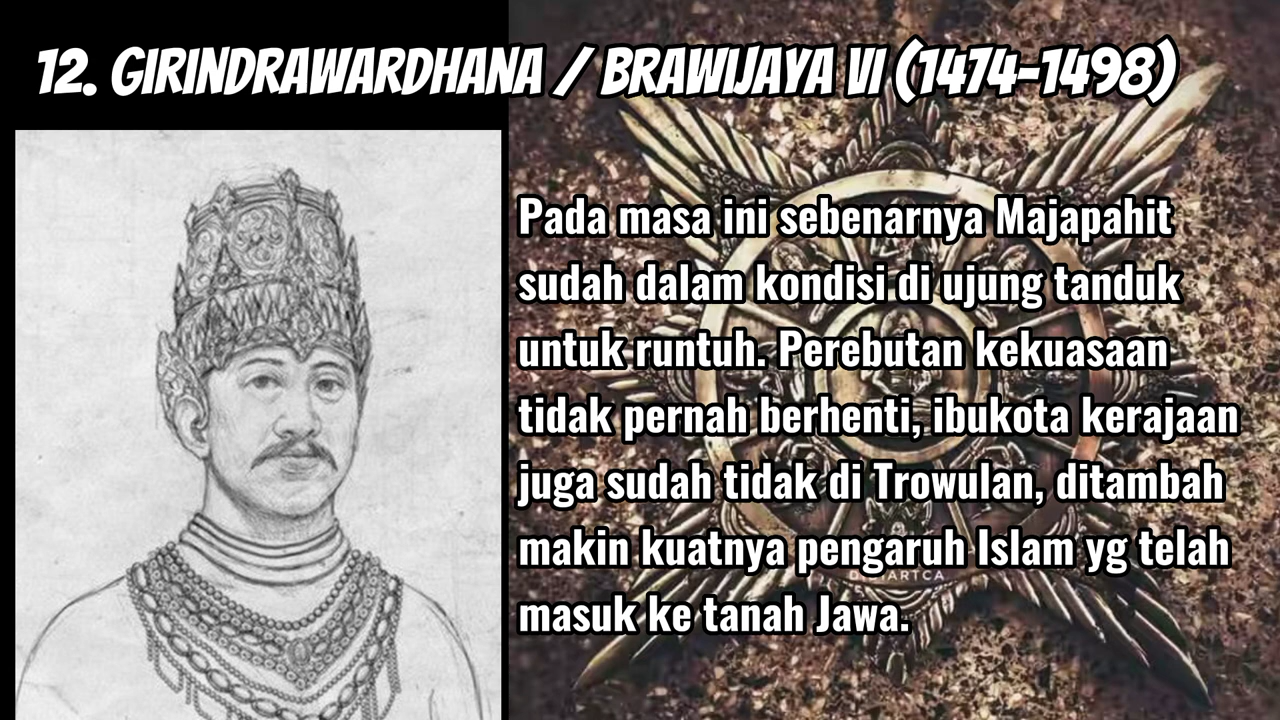 12. GIRINDRAWARDHANA / BRAWIJAYA VI (1474-1498)
Pada masa ini sebenarnya Majapahit
sudah dalam kondisi di ujung tanduk
untuk runtuh. Perebutan kekuasaan
tidak pernah berhenti, ibukota kerajaan
juga sudah tidak di Trowulan, ditambah
makin kuatnya pengaruh Islam yg telah
masuk ke tanah Jawa.